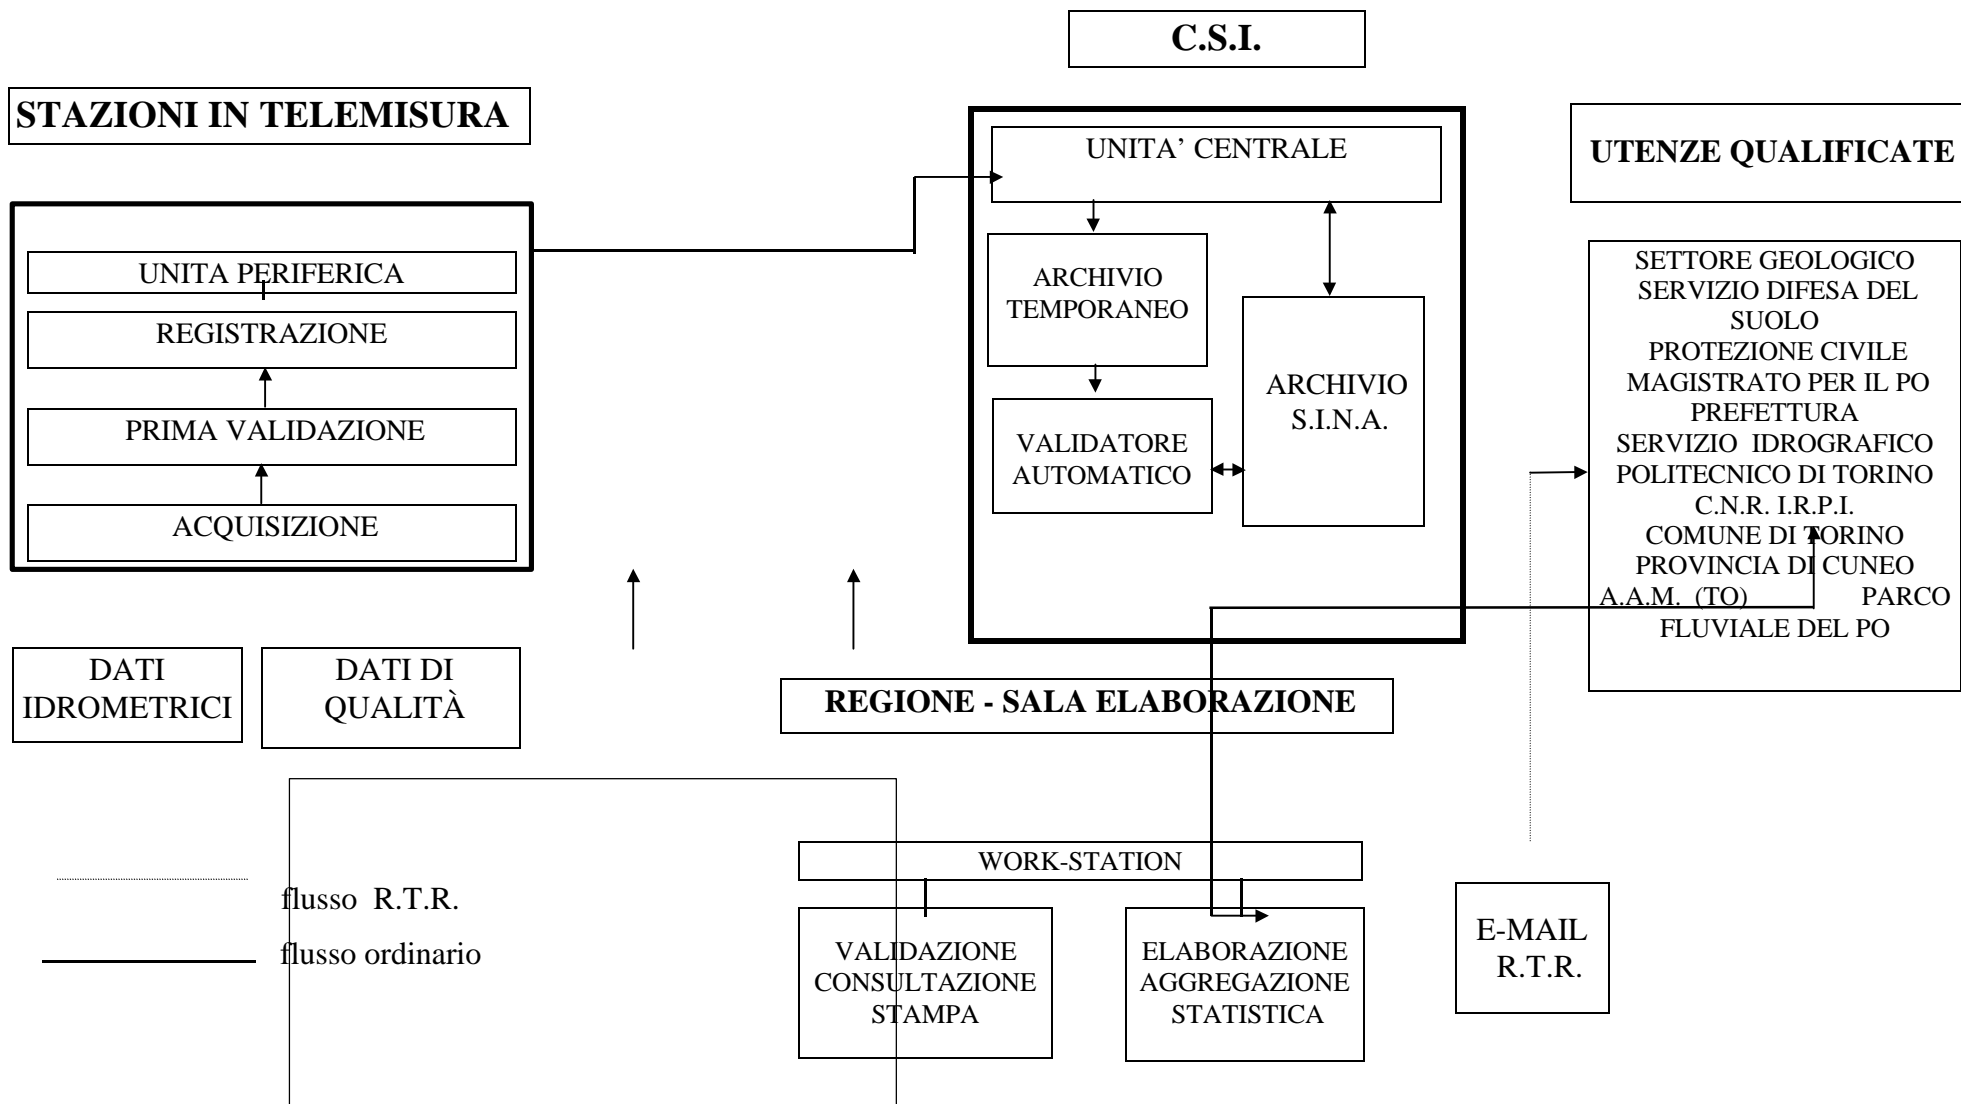 C.S.I.
STAZIONI IN TELEMISURA
UNITA' CENTRALE
UTENZE QUALIFICATE
UNITA PERIFERICA
REGISTRAZIONE
PRIMA VALIDAZIONE
ACQUISIZIONE
ARCHIVIO
TEMPORANEO
VALIDATORE
AUTOMATICO
ARCHIVIO
S.I.N.A.
SETTORE GEOLOGICO
SERVIZIO DIFESA DEL
SUOLO
PROTEZIONE CIVILE
MAGISTRATO PER IL PO
PREFETTURA
SERVIZIO IDROGRAFICO
POLITECNICO DI TORINO
C.N.R. I.R.P.I.
COMUNE DI TORINO
PROVINCIA DI CUNEO
A.A.M. (TO) PARCO
FLUVIALE DEL PO
DATI
IDROMETRICI
DATI DI
QUALITÀ
REGIONE - SALA ELABORAZIONE
WORK-STATION
flusso R.T.R.
flusso ordinario
VALIDAZIONE
CONSULTAZIONE
STAMPA
ELABORAZIONE
AGGREGAZIONE
STATISTICA
E-MAIL
R.T.R.